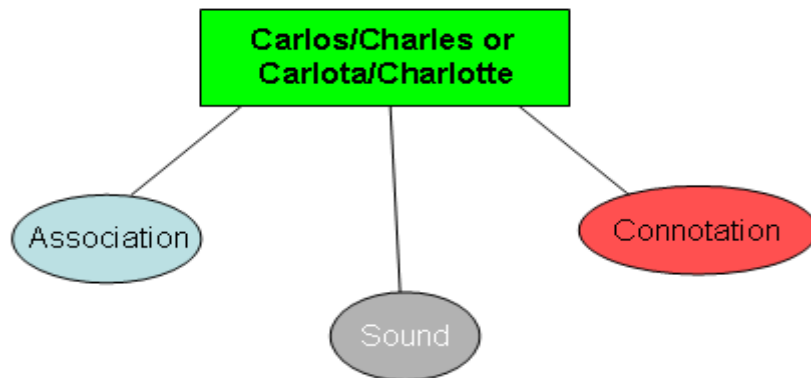 Carlos/Charles or
Carlota/Charlotte
Association
Connotation
Sound